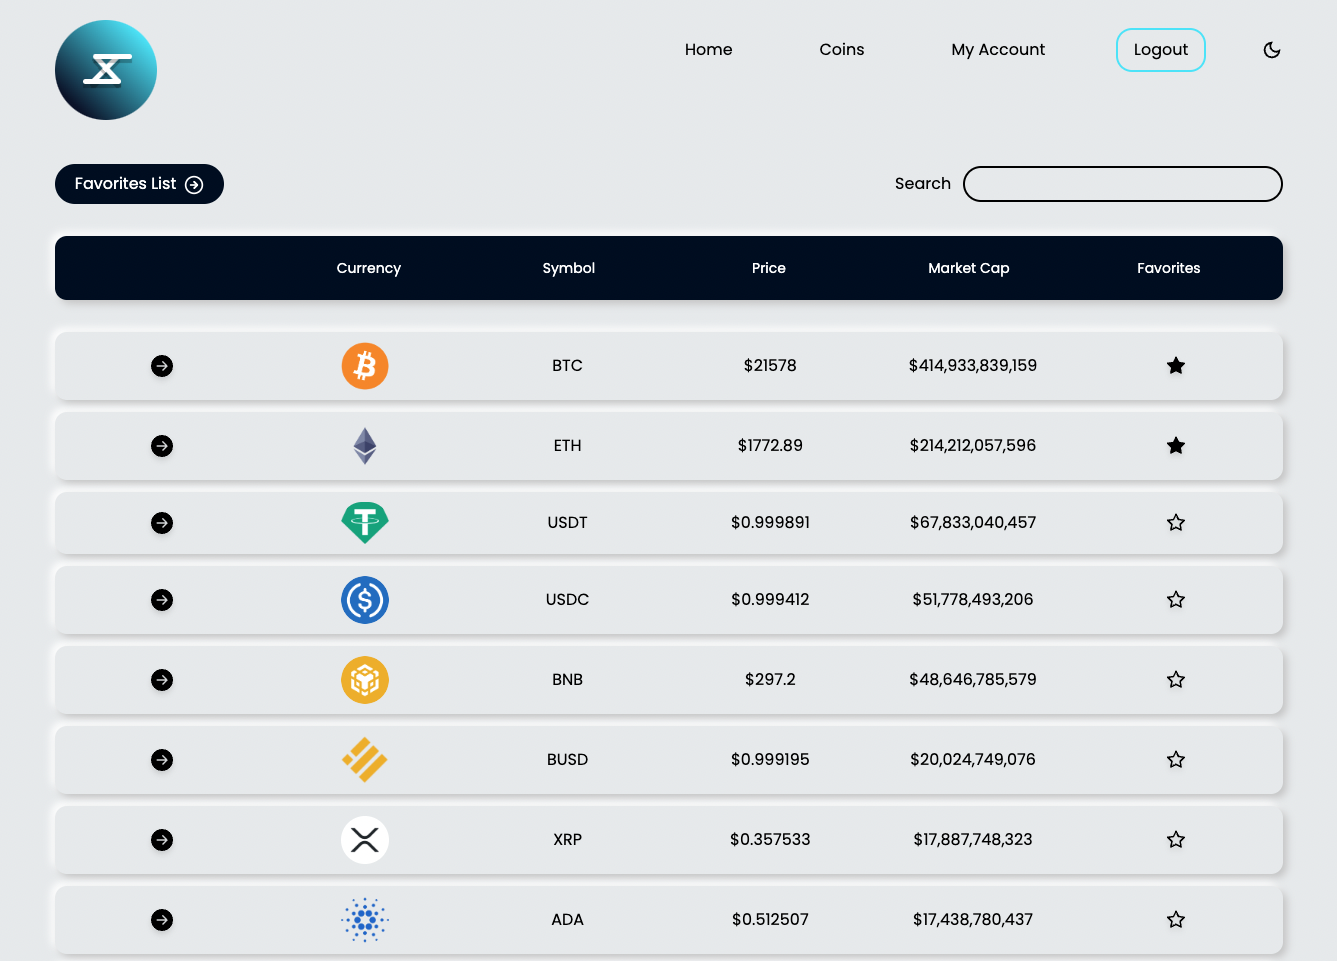 Home Coins My Account Logout
Favorites List Search
Currency Symbol Price Market Cap Favorites
BTC $21578 $414,933,839,159
ETH $1772.89 $214,212,057,596
USDT $0.999891 $67,833,040,457
USDC $0.999412 $51,778,493,206
BNB $297.2 $48,646,785,579
BUSD $0.999195 $20,024,749,076
XRP $0.357533 $17,887,748,323
ADA $0.512507 $17,438,780,437